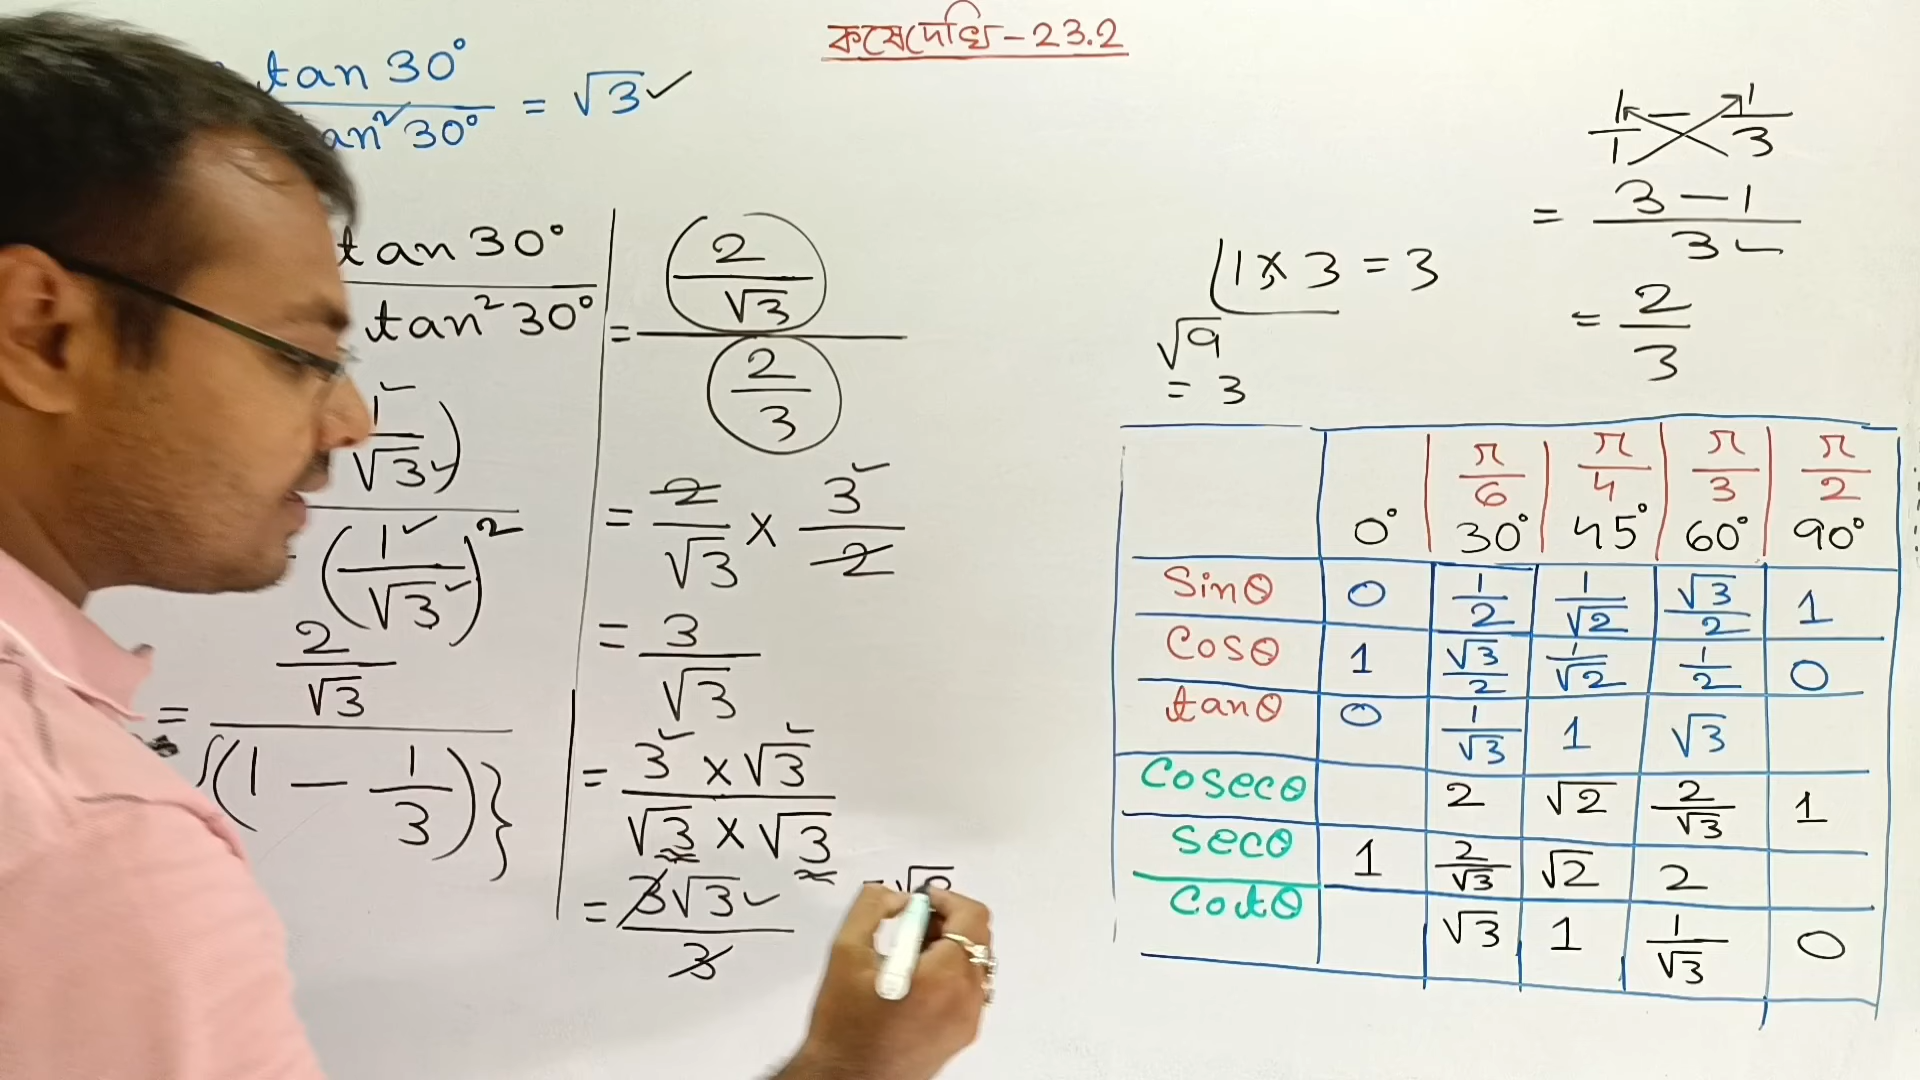 কষেদেখি - 23.2
tan 30°
an² 30° = √3 ✓
tan 30°
tan² 30°
1 ✓
√3 ✓ )
( 1 ✓ / √3 ✓ )²
= 2/√3
{(1 - 1/3)}
= (2/√3)
(2/3)
= 2/√3 × 3/2
= 3/√3
= 3 × √3
√3 × √3
= 3√3 ✓
3
1 × 3 = 3
√9
= 3
1/1 - 1/3
= 3 - 1
3
= 2/3
π/6 π/4 π/3 π/2
0° 30° 45° 60° 90°
Sinθ 0 1/2 1/√2 √3/2 1
Cosθ 1 √3/2 1/√2 1/2 0
tanθ 0 1/√3 1 √3
Cosecθ 2 √2 2/√3 1
Secθ 1 2/√3 √2 2
Cotθ √3 1 1/√3 0